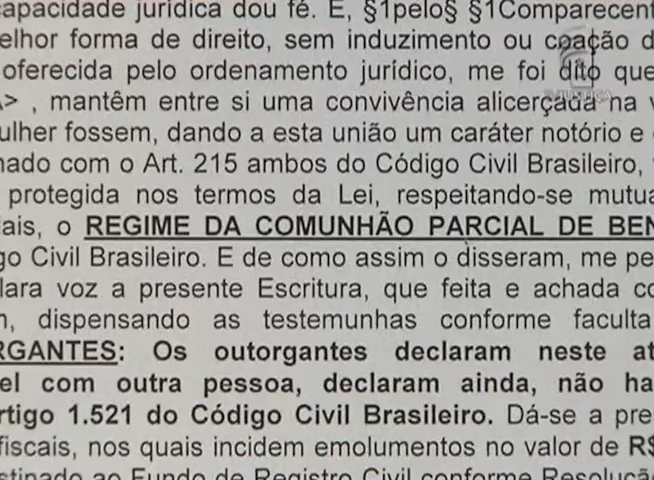 capacidade jurídica dou fé. E, §1pelo§ §1Comparecent
elhor forma de direito, sem induzimento ou coação d
oferecida pelo ordenamento jurídico, me foi dito que
> , mantêm entre si uma convivência alicerçada na v
ulher fossem, dando a esta união um caráter notório e
nado com o Art. 215 ambos do Código Civil Brasileiro,
protegida nos termos da Lei, respeitando-se mutua
ais, o REGIME DA COMUNHÃO PARCIAL DE BEN
go Civil Brasileiro. E de como assim o disseram, me pe
lara voz a presente Escritura, que feita e achada co
n, dispensando as testemunhas conforme faculta
RGANTES: Os outorgantes declaram neste at
el com outra pessoa, declaram ainda, não ha
rtigo 1.521 do Código Civil Brasileiro. Dá-se a pre
fiscais, nos quais incidem emolumentos no valor de R$
stinado ao Fundo de Registro Civil conforme Resolução